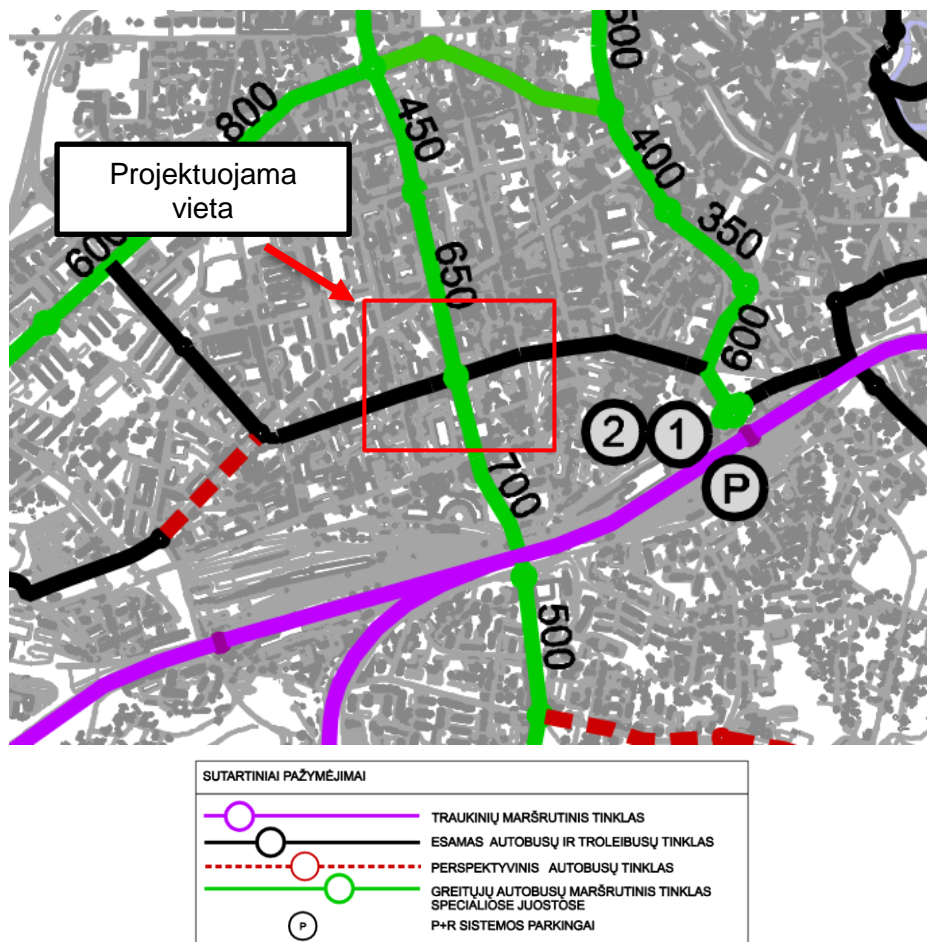 500
800
450
400
Projektuojama
vieta
350
600
650
600
2
1
700
P
500
SUTARTINIAI PAŽYMĖJIMAI
TRAUKINIŲ MARŠRUTINIS TINKLAS
ESAMAS AUTOBUSŲ IR TROLEIBUSŲ TINKLAS
PERSPEKTYVINIS AUTOBUSŲ TINKLAS
GREITŲJŲ AUTOBUSŲ MARŠRUTINIS TINKLAS
SPECIALIOSE JUOSTOSE
P
P+R SISTEMOS PARKINGAI